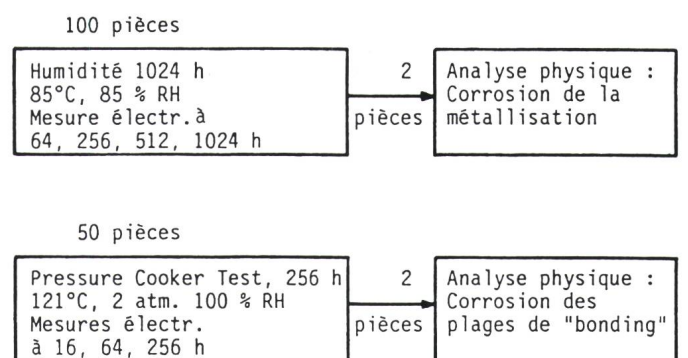 100 pièces
Humidité 1024 h
85°C, 85 % RH
Mesure électr.à
64, 256, 512, 1024 h
2
pièces
Analyse physique :
Corrosion de la
métallisation
50 pièces
Pressure Cooker Test, 256 h
121°C, 2 atm. 100 % RH
Mesures électr.
à 16, 64, 256 h
2
pièces
Analyse physique :
Corrosion des
plages de "bonding"